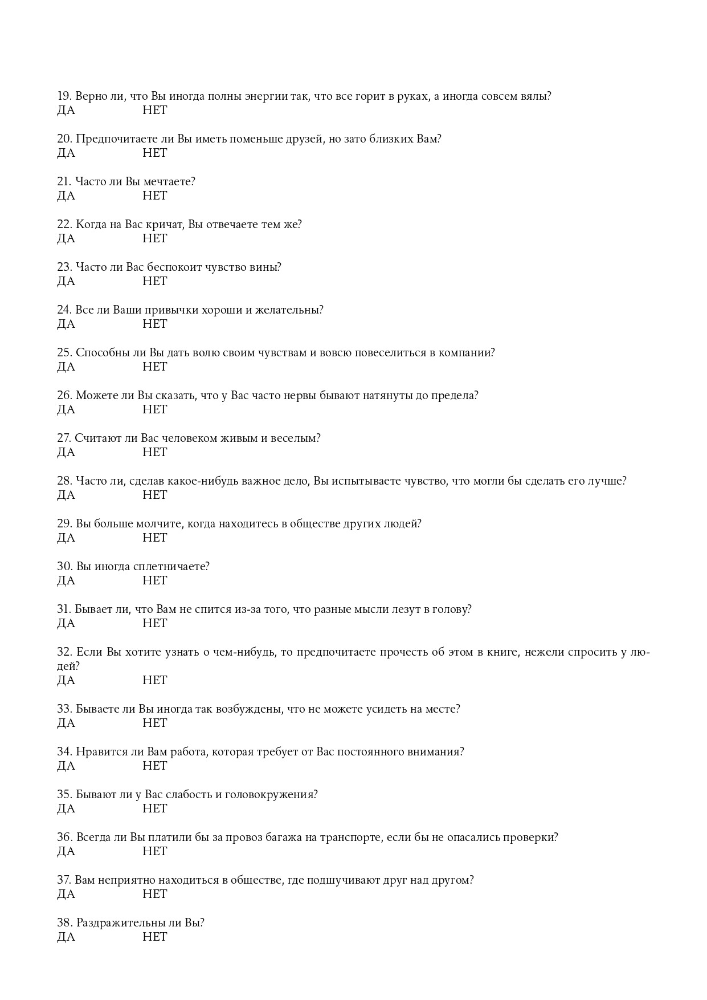 19. Верно ли, что Вы иногда полны энергии так, что все горит в руках, а иногда совсем вялы?
ДА НЕТ
20. Предпочитаете ли Вы иметь поменьше друзей, но зато близких Вам?
ДА НЕТ
21. Часто ли Вы мечтаете?
ДА НЕТ
22. Когда на Вас кричат, Вы отвечаете тем же?
ДА НЕТ
23. Часто ли Вас беспокоит чувство вины?
ДА НЕТ
24. Все ли Ваши привычки хороши и желательны?
ДА НЕТ
25. Способны ли Вы дать волю своим чувствам и вовсю повеселиться в компании?
ДА НЕТ
26. Можете ли Вы сказать, что у Вас часто нервы бывают натянуты до предела?
ДА НЕТ
27. Считают ли Вас человеком живым и веселым?
ДА НЕТ
28. Часто ли, сделав какое-нибудь важное дело, Вы испытываете чувство, что могли бы сделать его лучше?
ДА НЕТ
29. Вы больше молчите, когда находитесь в обществе других людей?
ДА НЕТ
30. Вы иногда сплетничаете?
ДА НЕТ
31. Бывает ли, что Вам не спится из-за того, что разные мысли лезут в голову?
ДА НЕТ
32. Если Вы хотите узнать о чем-нибудь, то предпочитаете прочесть об этом в книге, нежели спросить у лю-
дей?
ДА НЕТ
33. Бываете ли Вы иногда так возбуждены, что не можете усидеть на месте?
ДА НЕТ
34. Нравится ли Вам работа, которая требует от Вас постоянного внимания?
ДА НЕТ
35. Бывают ли у Вас слабость и головокружения?
ДА НЕТ
36. Всегда ли Вы платили бы за провоз багажа на транспорте, если бы не опасались проверки?
ДА НЕТ
37. Вам неприятно находиться в обществе, где подшучивают друг над другом?
ДА НЕТ
38. Раздражительны ли Вы?
ДА НЕТ